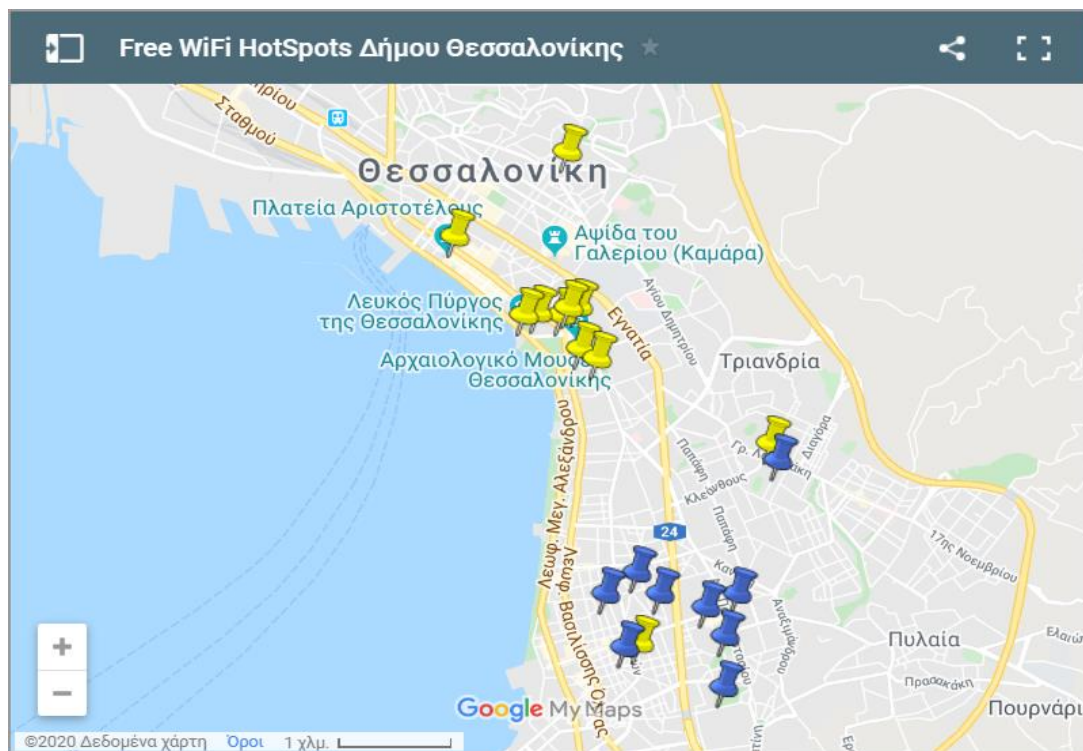 Free WiFi HotSpots Δήμου Θεσσαλονίκης
Σταθμού
Θεσσαλονίκη
Πλατεία Αριστοτέλους
Αψίδα του
Γαλερίου (Καμάρα)
Αγίου Δημητρίου
Λευκός Πύργος
της Θεσσαλονίκης
Εγνατία
Αρχαιολογικό
Θεσσαλονίκης
Τριανδρία
Λεωφ. Μεγ. Αλεξάνδρου
Διαγόρα
Παπάφη
Κλεάνθους
24
Παπάφη
17ης Νοεμβρίου
Λεωφ. Βασιλίσσης Όλγας
Πυλαία
Google My Maps
©2020 Δεδομένα χάρτη Όροι 1 χλμ.